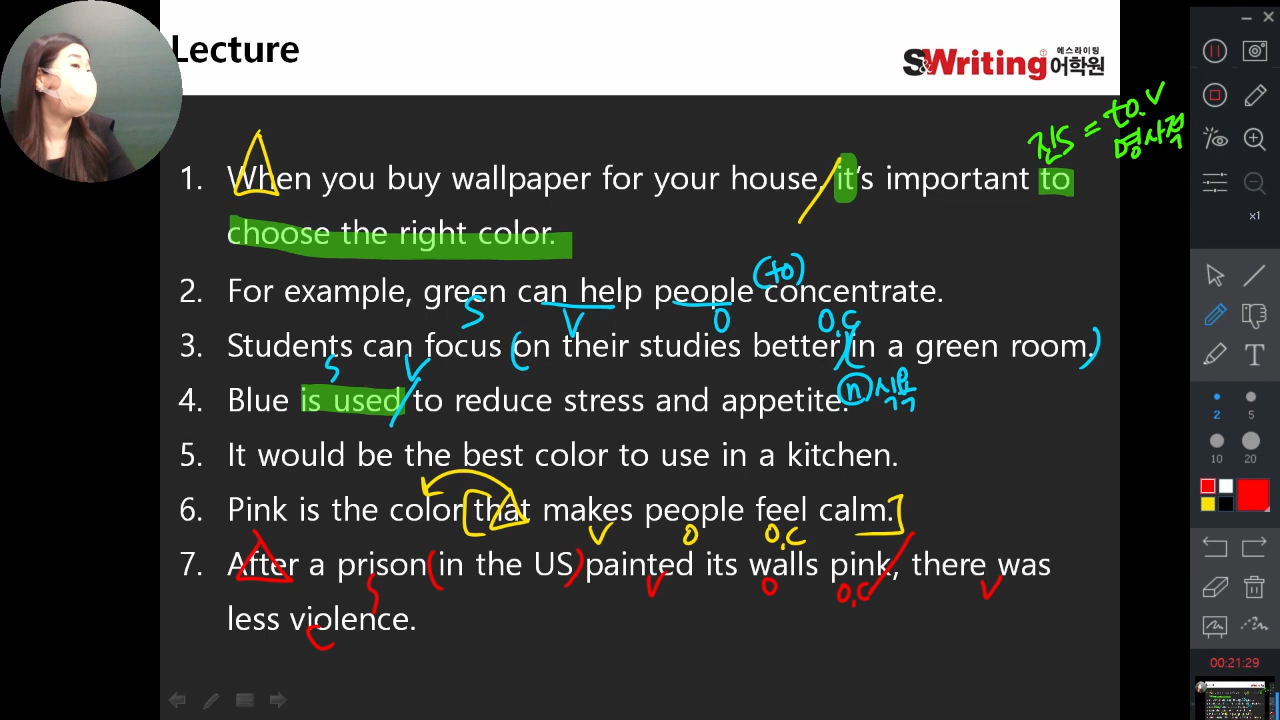 Lecture
S&Writing 에스라이팅 어학원
진S = to.V
명사적
1. When you buy wallpaper for your house, it's important to
choose the right color.
(to)
2. For example, green can help people concentrate.
S V O O.C
3. Students can focus (on their studies better/(in a green room.)
S V
n 식욕
4. Blue is used to reduce stress and appetite.
5. It would be the best color to use in a kitchen.
6. Pink is the color [that makes people feel calm.]
V O O.C
7. After a prison (in the US) painted its walls pink, there was
S V O O.C V
less violence.
C
x1
2 5
10 20
00:21:29